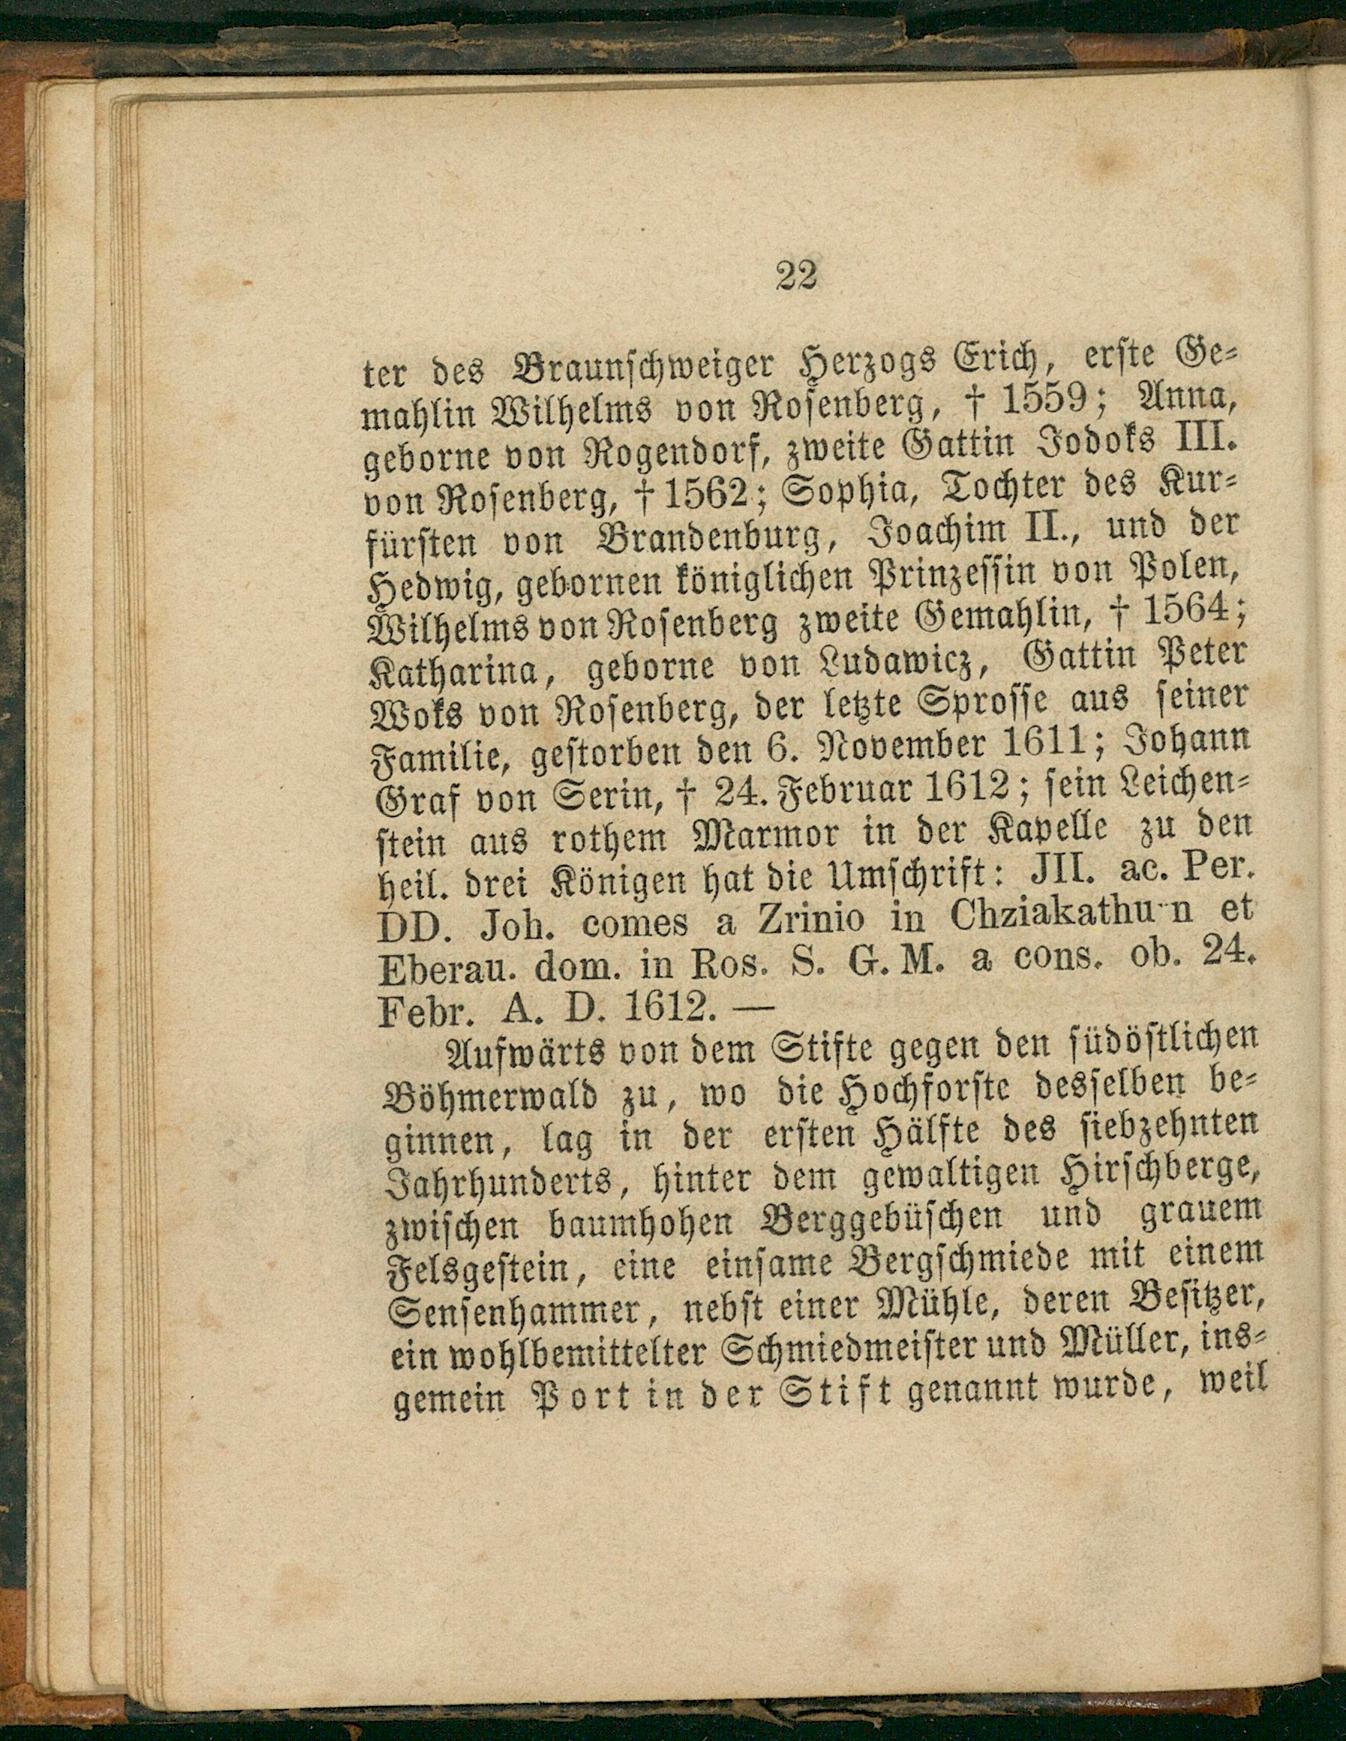 22
ter des Braunschweiger Herzogs Erich, erste Ge-
mahlin Wilhelms von Rosenberg, † 1559; Anna,
geborne von Rogendorf, zweite Gattin Jodoks III.
von Rosenberg, † 1562; Sophia, Tochter des Kur-
fürsten von Brandenburg, Joachim II., und der
Hedwig, gebornen königlichen Prinzessin von Polen,
Wilhelms von Rosenberg zweite Gemahlin, † 1564;
Katharina, geborne von Ludawicz, Gattin Peter
Woks von Rosenberg, der letzte Sprosse aus seiner
Familie, gestorben den 6. November 1611; Johann
Graf von Serin, † 24. Februar 1612; sein Leichen-
stein aus rothem Marmor in der Kapelle zu den
heil. drei Königen hat die Umschrift: JII. ac. Per.
DD. Joh. comes a Zrinio in Chziakathu n et
Eberau. dom. in Ros. S. G. M. a cons. ob. 24.
Febr. A. D. 1612. —
Aufwärts von dem Stifte gegen den südöstlichen
Böhmerwald zu, wo die Hochforste desselben be-
ginnen, lag in der ersten Hälfte des siebzehnten
Jahrhunderts, hinter dem gewaltigen Hirschberge,
zwischen baumhohen Berggebüschen und grauem
Felsgestein, eine einsame Bergschmiede mit einem
Sensenhammer, nebst einer Mühle, deren Besitzer,
ein wohlbemittelter Schmiedmeister und Müller, ins-
gemein Port in der Stift genannt wurde, weil